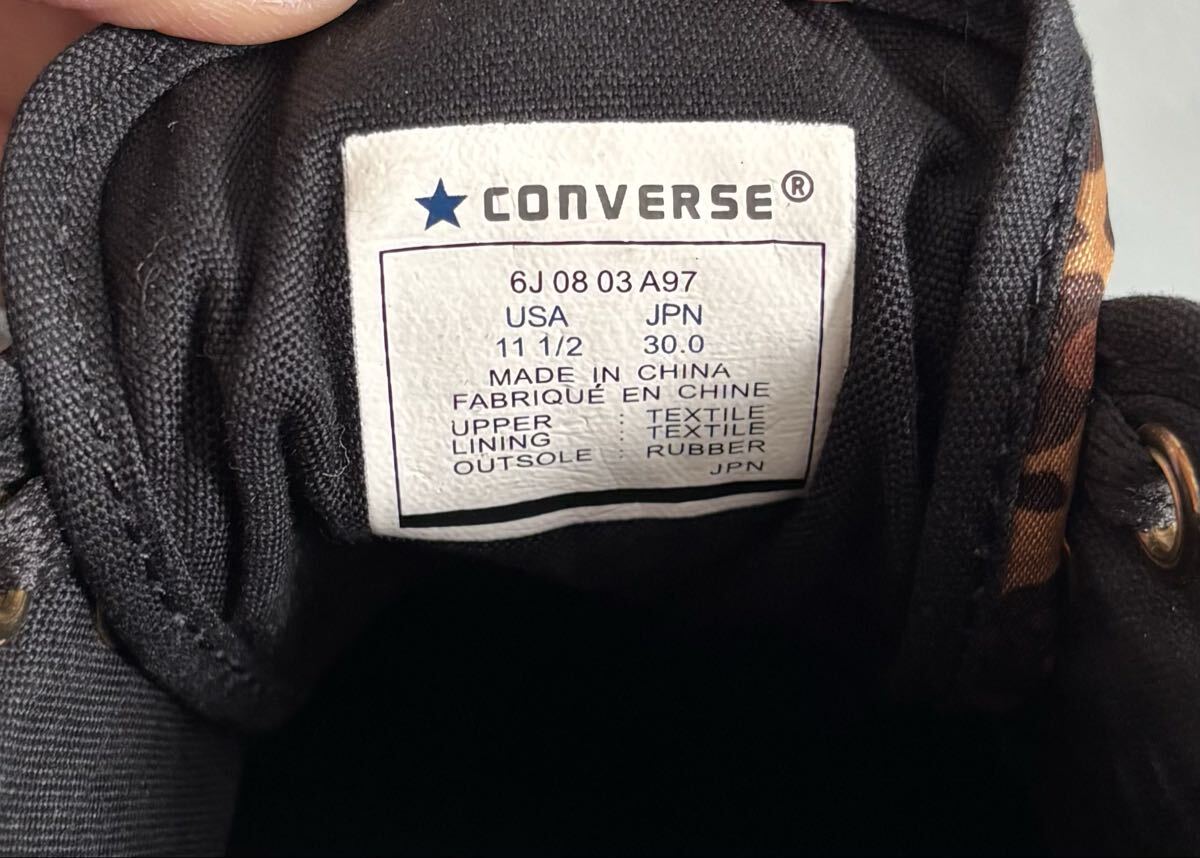 CONVERSE®
6J 08 03 A97
USA JPN
11 1/2 30.0
MADE IN CHINA
FABRIQUÉ EN CHINE
UPPER : TEXTILE
LINING : TEXTILE
OUTSOLE : RUBBER
JPN